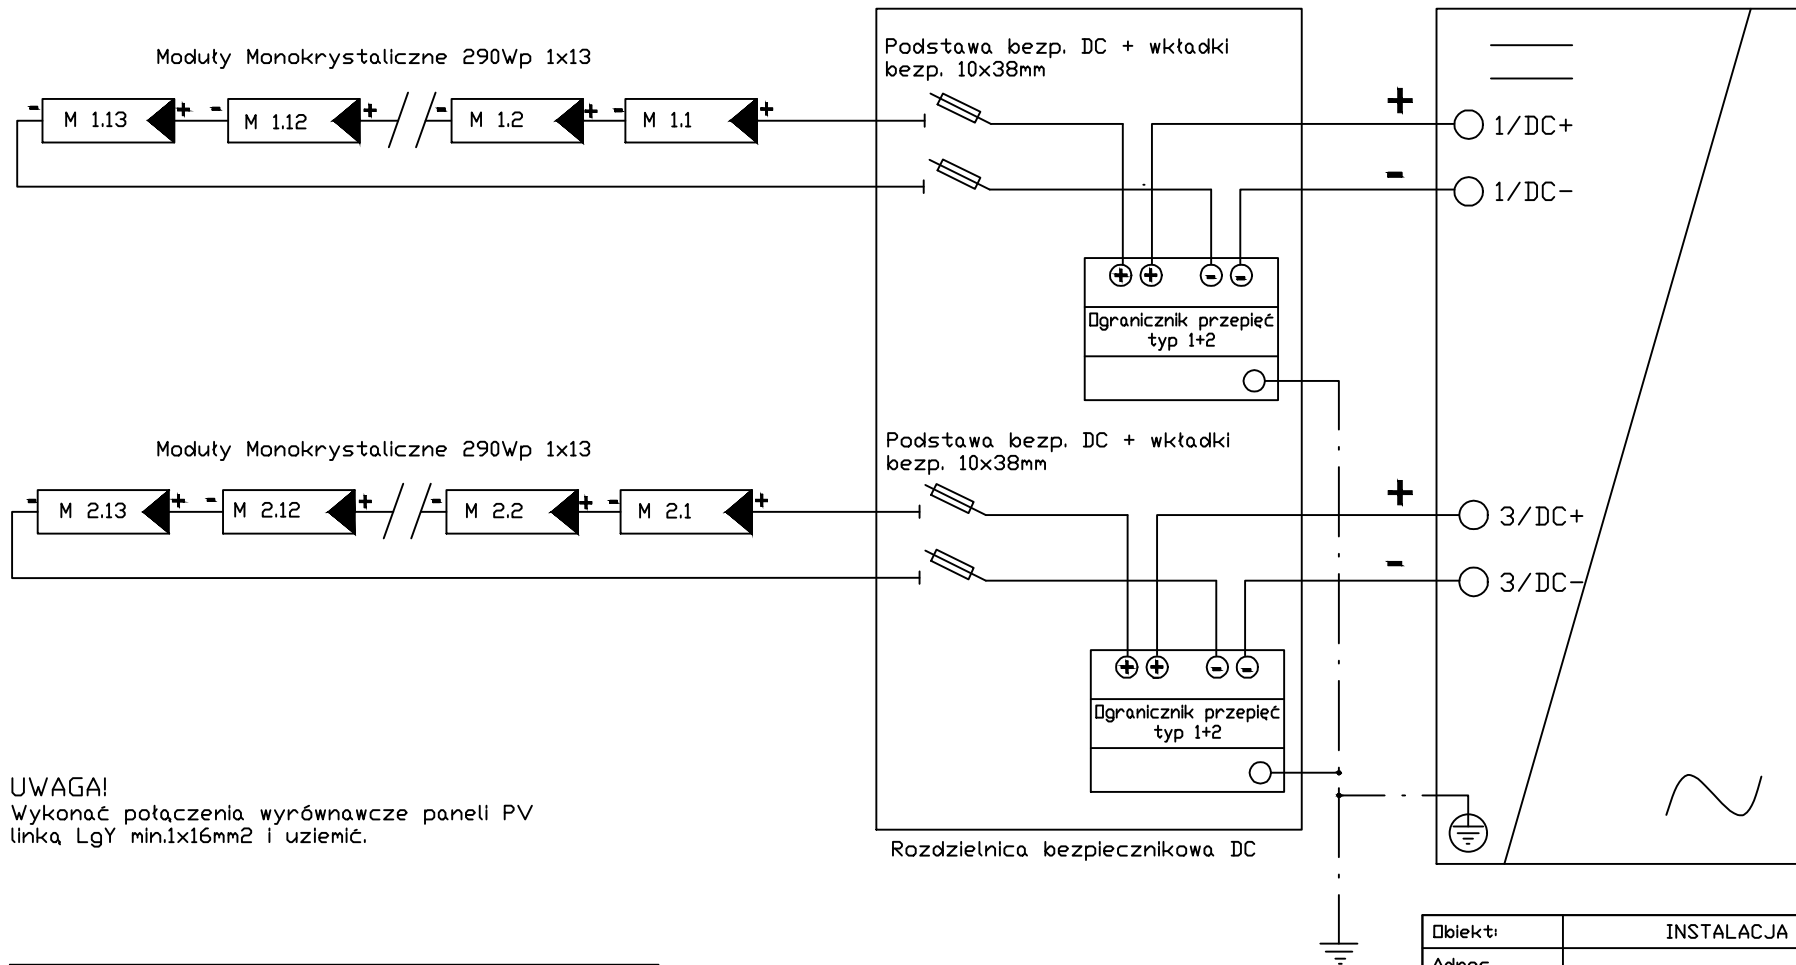 Moduły Monokrystaliczne 290Wp 1x13
- M 1.13 + - M 1.12 + - M 1.2 + - M 1.1 +
Podstawa bezp. DC + wkładki
bezp. 10x38mm
+
1/DC+
-
1/DC-
+ + - -
Ogranicznik przepięć
typ 1+2
Moduły Monokrystaliczne 290Wp 1x13
- M 2.13 + - M 2.12 + - M 2.2 + - M 2.1 +
Podstawa bezp. DC + wkładki
bezp. 10x38mm
+
3/DC+
-
3/DC-
+ + - -
Ogranicznik przepięć
typ 1+2
UWAGA!
Wykonać połączenia wyrównawcze paneli PV
linką LgY min.1x16mm2 i uziemić.
Rozdzielnica bezpiecznikowa DC
Obiekt: INSTALACJA